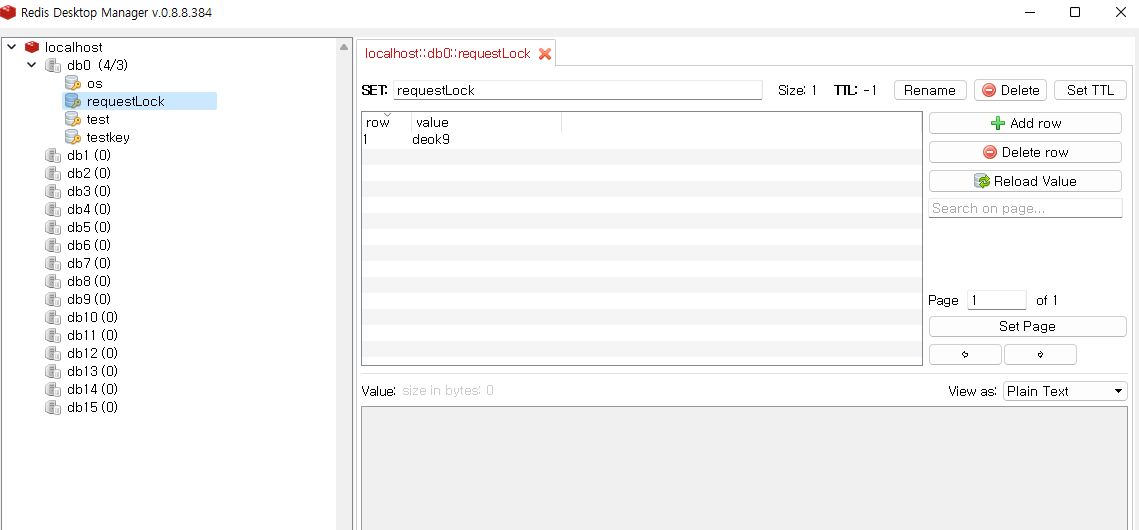 Redis Desktop Manager v.0.8.8.384
localhost
db0 (4/3)
os
requestLock
test
testkey
db1 (0)
db2 (0)
db3 (0)
db4 (0)
db5 (0)
db6 (0)
db7 (0)
db8 (0)
db9 (0)
db10 (0)
db11 (0)
db12 (0)
db13 (0)
db14 (0)
db15 (0)
localhost::db0::requestLock
SET: requestLock Size: 1 TTL: -1 Rename Delete Set TTL
row value
1 deok9
Add row
Delete row
Reload Value
Search on page...
Page 1 of 1
Set Page
Value: size in bytes: 0 View as: Plain Text